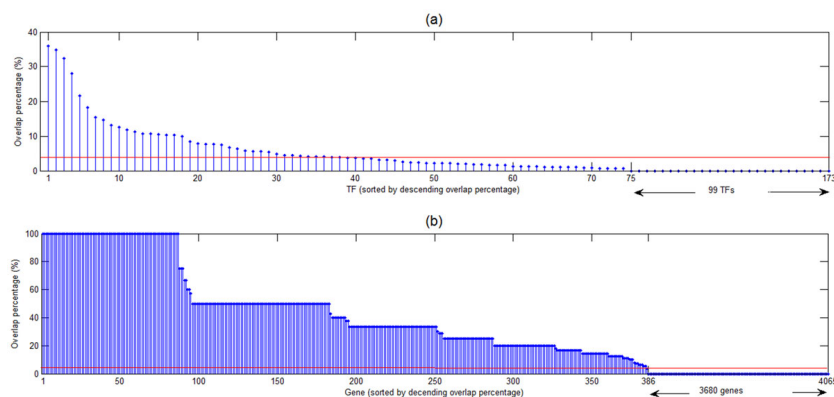 (a)
40
30
20
10
0
Overlap percentage (%)
1 10 20 30 40 50 60 70 75 173
TF (sorted by descending overlap percentage)
99 TFs
(b)
100
80
60
40
20
0
Overlap percentage (%)
1 50 100 150 200 250 300 350 386 4065
Gene (sorted by decending overlap percentage)
3680 genes